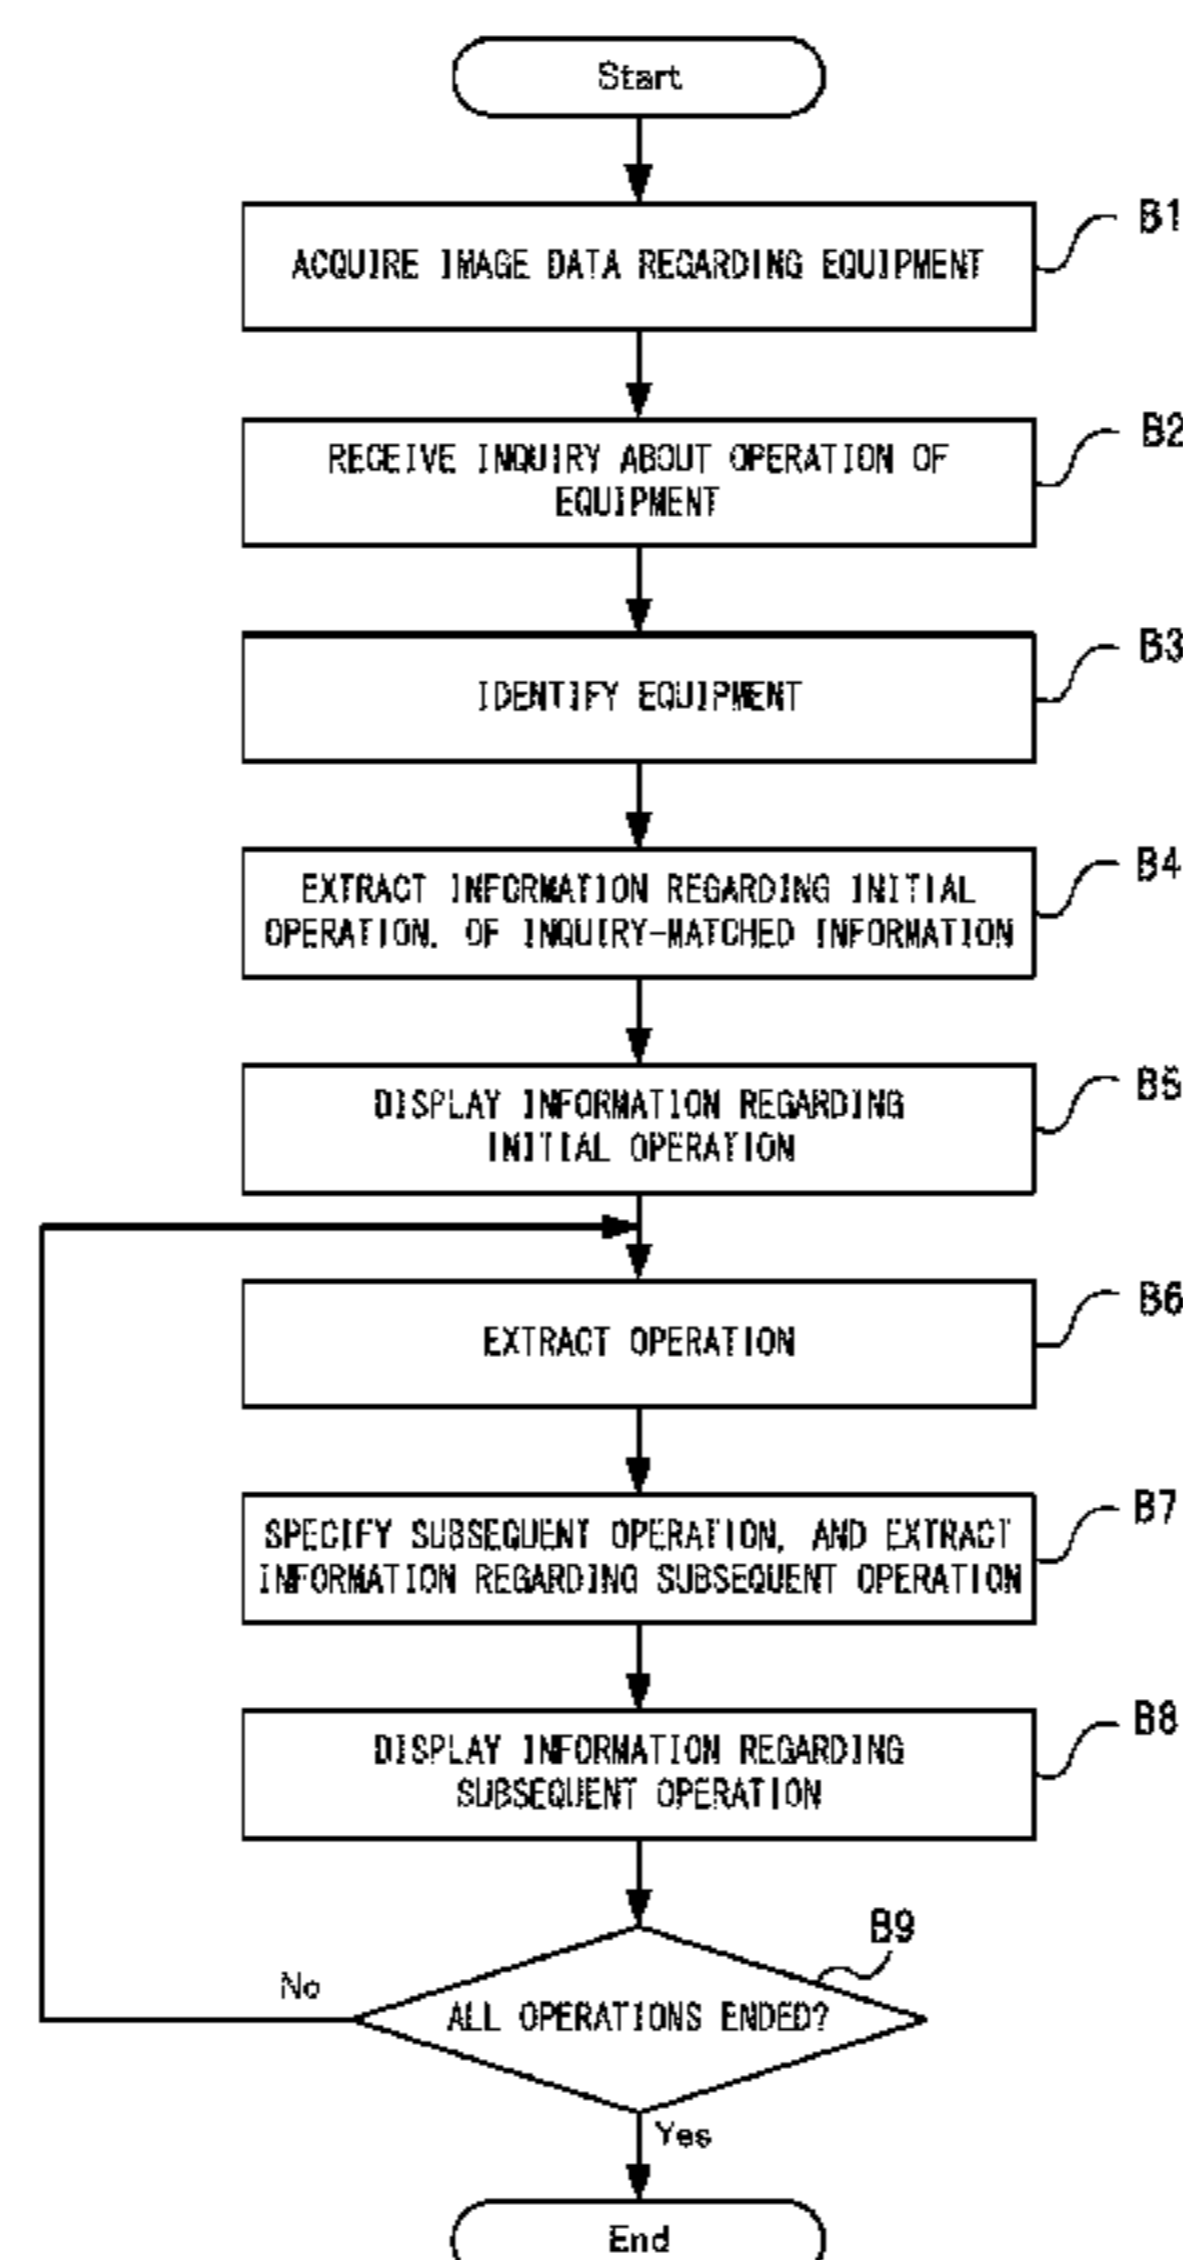 Start
ACQUIRE IMAGE DATA REGARDING EQUIPMENT
B1
RECEIVE INQUIRY ABOUT OPERATION OF
EQUIPMENT
B2
IDENTIFY EQUIPMENT
B3
EXTRACT INFORMATION REGARDING INITIAL
OPERATION, OF INQUIRY-MATCHED INFORMATION
B4
DISPLAY INFORMATION REGARDING
INITIAL OPERATION
B5
EXTRACT OPERATION
B6
SPECIFY SUBSEQUENT OPERATION, AND EXTRACT
INFORMATION REGARDING SUBSEQUENT OPERATION
B7
DISPLAY INFORMATION REGARDING
SUBSEQUENT OPERATION
B8
B9
No
ALL OPERATIONS ENDED?
Yes
End